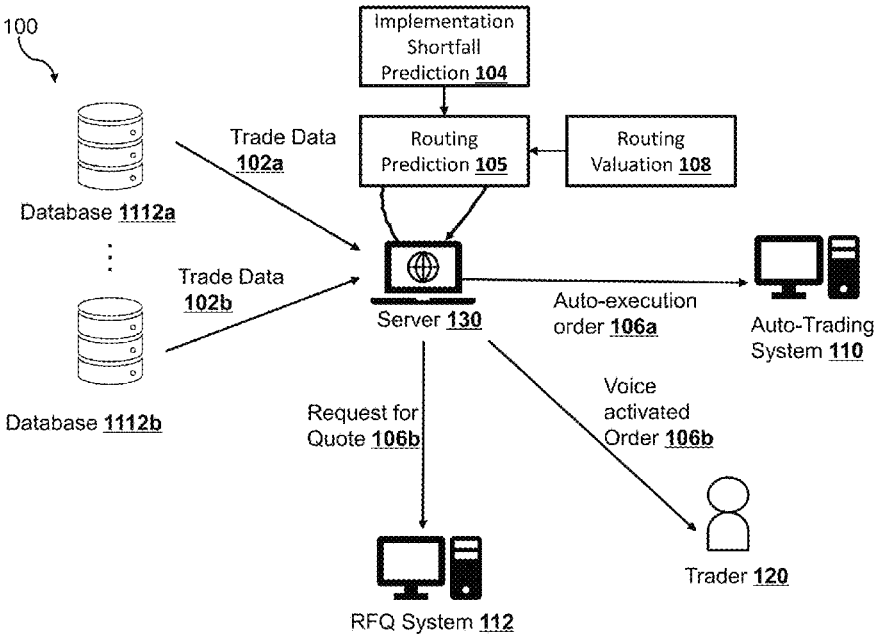 100
Implementation
Shortfall
Prediction 104
Trade Data
102a
Routing
Prediction 105
Routing
Valuation 108
Database 1112a
Trade Data
102b
Server 130
Auto-execution
order 106a
Auto-Trading
System 110
Database 1112b
Request for
Quote 106b
Voice
activated
Order 106b
Trader 120
RFQ System 112